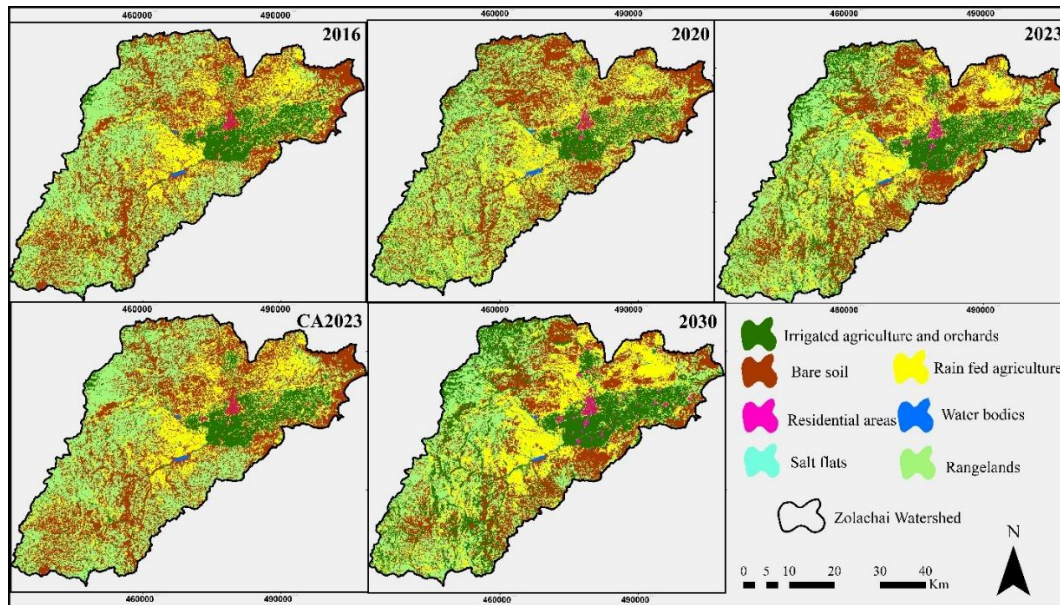 460000 490000 460000 490000 460000 490000
2016 2020 2023
460000 490000 460000 490000
CA2023 2030
460000 490000
Irrigated agriculture and orchards
Bare soil Rain fed agriculture
Residential areas Water bodies
Salt flats Rangelands
Zolachai Watershed
N
0 5 10 20 30 40
Km
460000 490000 460000 490000